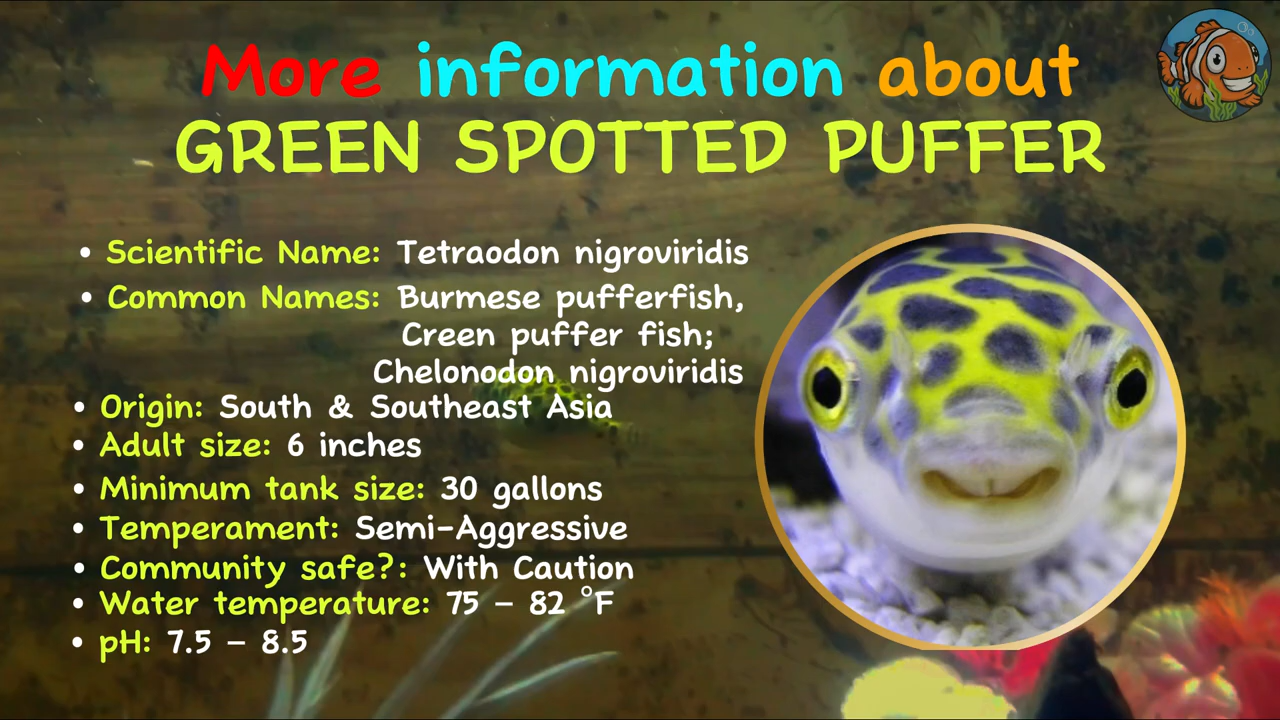 More information about
GREEN SPOTTED PUFFER
• Scientific Name: Tetraodon nigroviridis
• Common Names: Burmese pufferfish,
Creen puffer fish;
Chelonodon nigroviridis
• Origin: South & Southeast Asia
• Adult size: 6 inches
• Minimum tank size: 30 gallons
• Temperament: Semi-Aggressive
• Community safe?: With Caution
• Water temperature: 75 – 82 °F
• pH: 7.5 – 8.5